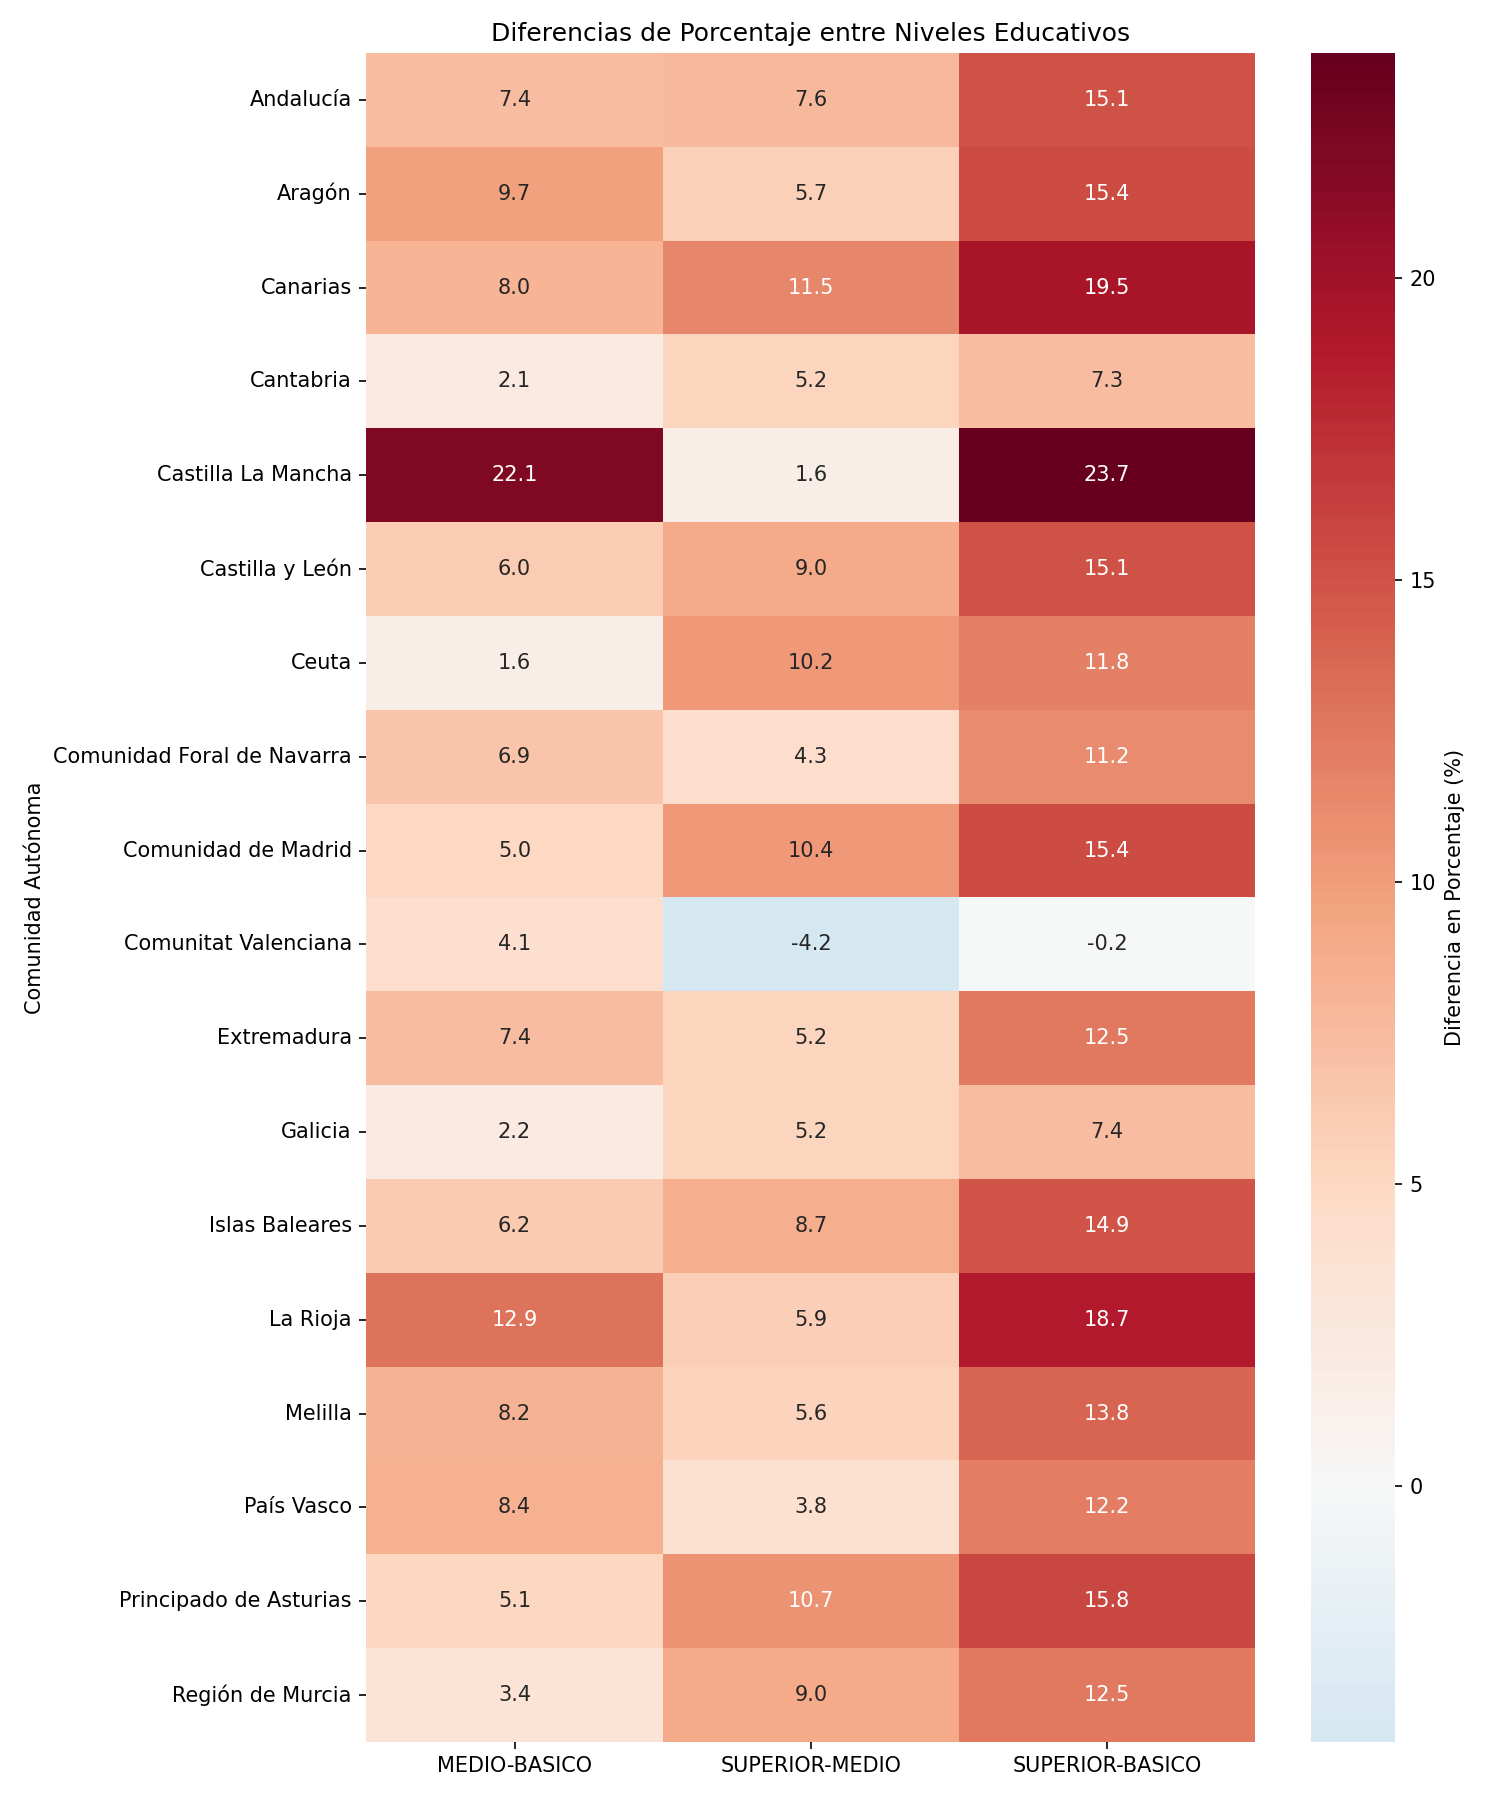 Diferencias de Porcentaje entre Niveles Educativos
Comunidad Autónoma
Andalucía 7.4 7.6 15.1
Aragón 9.7 5.7 15.4
Canarias 8.0 11.5 19.5
Cantabria 2.1 5.2 7.3
Castilla La Mancha 22.1 1.6 23.7
Castilla y León 6.0 9.0 15.1
Ceuta 1.6 10.2 11.8
Comunidad Foral de Navarra 6.9 4.3 11.2
Comunidad de Madrid 5.0 10.4 15.4
Comunitat Valenciana 4.1 -4.2 -0.2
Extremadura 7.4 5.2 12.5
Galicia 2.2 5.2 7.4
Islas Baleares 6.2 8.7 14.9
La Rioja 12.9 5.9 18.7
Melilla 8.2 5.6 13.8
País Vasco 8.4 3.8 12.2
Principado de Asturias 5.1 10.7 15.8
Región de Murcia 3.4 9.0 12.5
MEDIO-BASICO SUPERIOR-MEDIO SUPERIOR-BASICO
20
15
10
5
0
Diferencia en Porcentaje (%)